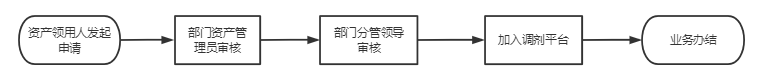 资产领用人发起
申请
部门资产管
理员审核
部门分管领导
审核
加入调剂平台
业务办结